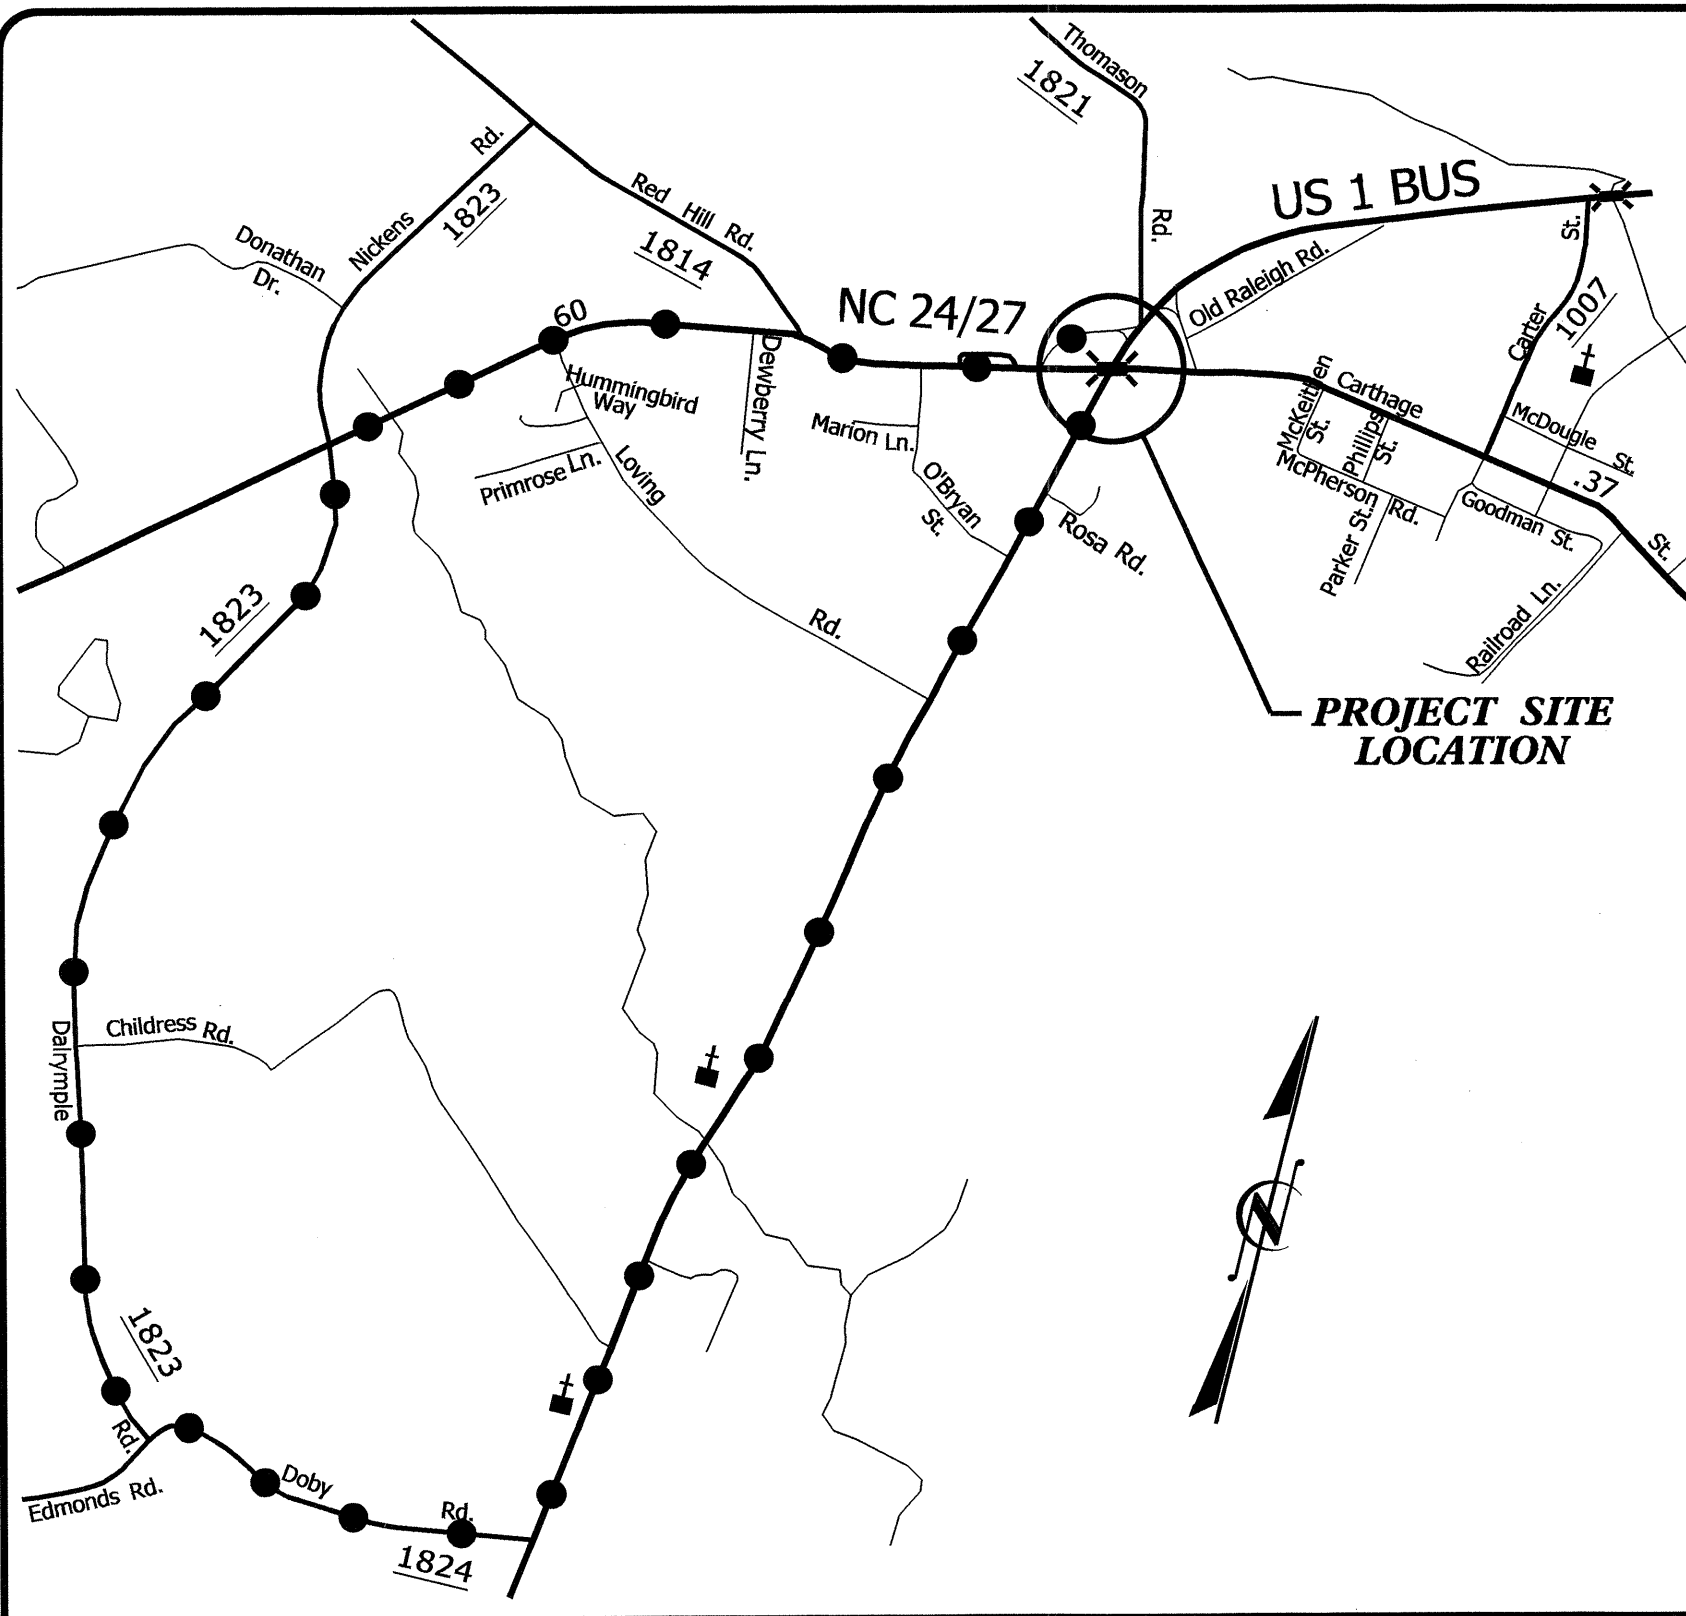 Thomason
1821
Rd.
Nickens
Rd.
1823
Red Hill Rd.
1814
Donathan
Dr.
US 1 BUS
Old Raleigh Rd.
St.
Carter
1007
NC 24/27
60
Hummingbird
Way
Dewberry Ln.
Marion Ln.
O'Bryan
St.
Primrose Ln.
Loving
Rd.
Rosa Rd.
McKeithen
St.
Carthage
Phillips
St.
McPherson
Rd.
Parker St.
McDougle St.
.37
Goodman St.
St.
Railroad Ln.
1823
PROJECT SITE
LOCATION
Dalrymple
Childress Rd.
N
1823
Rd.
Edmonds Rd.
Doby
Rd.
1824